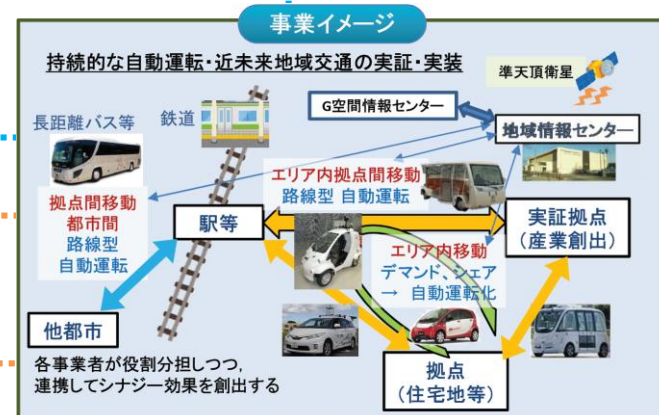 事業イメージ
持続的な自動運転・近未来地域交通の実証・実装
準天頂衛星
G空間情報センター
長距離バス等
鉄道
地域情報センター
拠点間移動
都市間
路線型
自動運転
エリア内拠点間移動
路線型 自動運転
駅等
実証拠点
(産業創出)
エリア内移動
デマンド、シェア
→ 自動運転化
他都市
各事業者が役割分担しつつ,
連携してシナジー効果を創出する
拠点
(住宅地等)